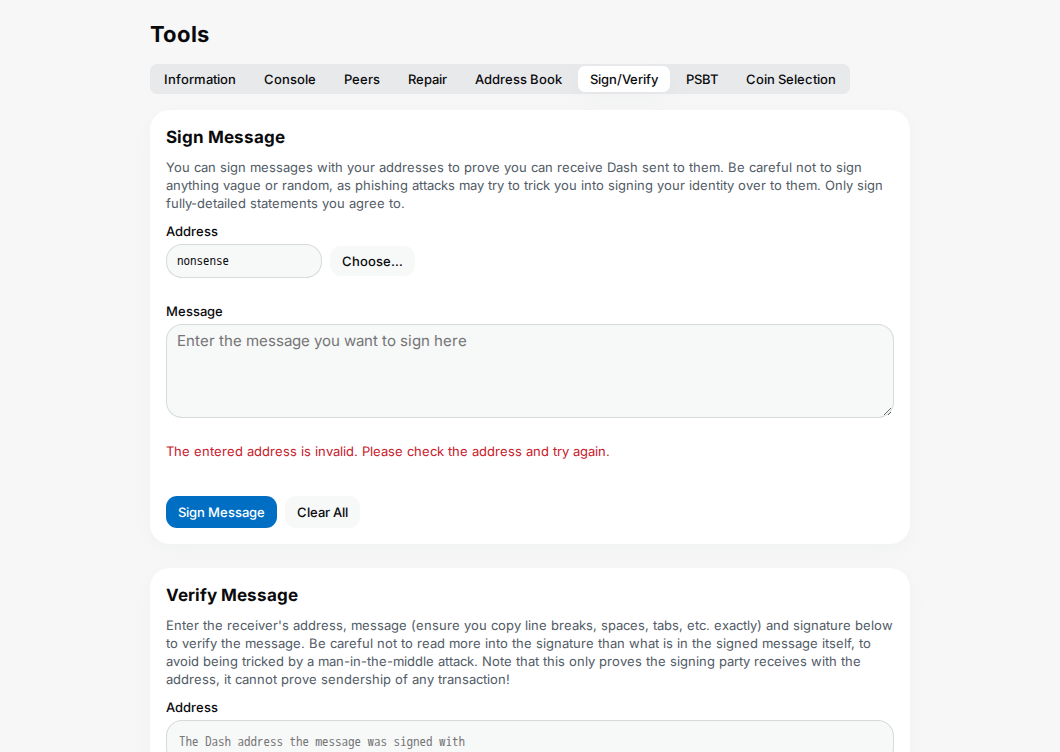 Tools
Information Console Peers Repair Address Book Sign/Verify PSBT Coin Selection
Sign Message
You can sign messages with your addresses to prove you can receive Dash sent to them. Be careful not to sign
anything vague or random, as phishing attacks may try to trick you into signing your identity over to them. Only sign
fully-detailed statements you agree to.
Address
nonsense Choose...
Message
Enter the message you want to sign here
The entered address is invalid. Please check the address and try again.
Sign Message Clear All
Verify Message
Enter the receiver's address, message (ensure you copy line breaks, spaces, tabs, etc. exactly) and signature below
to verify the message. Be careful not to read more into the signature than what is in the signed message itself, to
avoid being tricked by a man-in-the-middle attack. Note that this only proves the signing party receives with the
address, it cannot prove sendership of any transaction!
Address
The Dash address the message was signed with